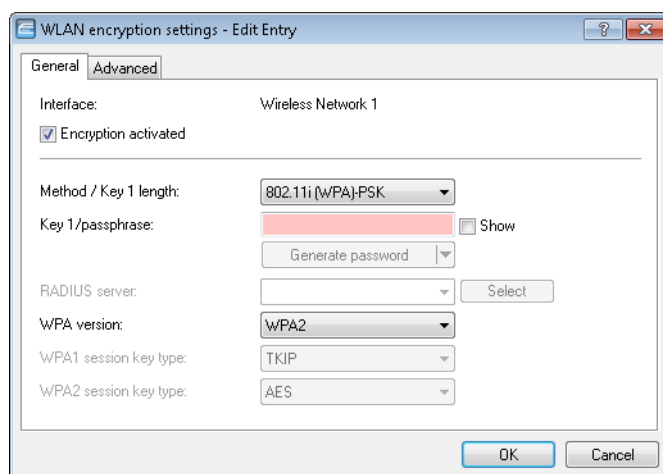 WLAN encryption settings - Edit Entry
General Advanced
Interface: Wireless Network 1
Encryption activated
Method / Key 1 length: 802.11i (WPA)-PSK
Key 1/passphrase: Show
Generate password
RADIUS server: Select
WPA version: WPA2
WPA1 session key type: TKIP
WPA2 session key type: AES
OK Cancel